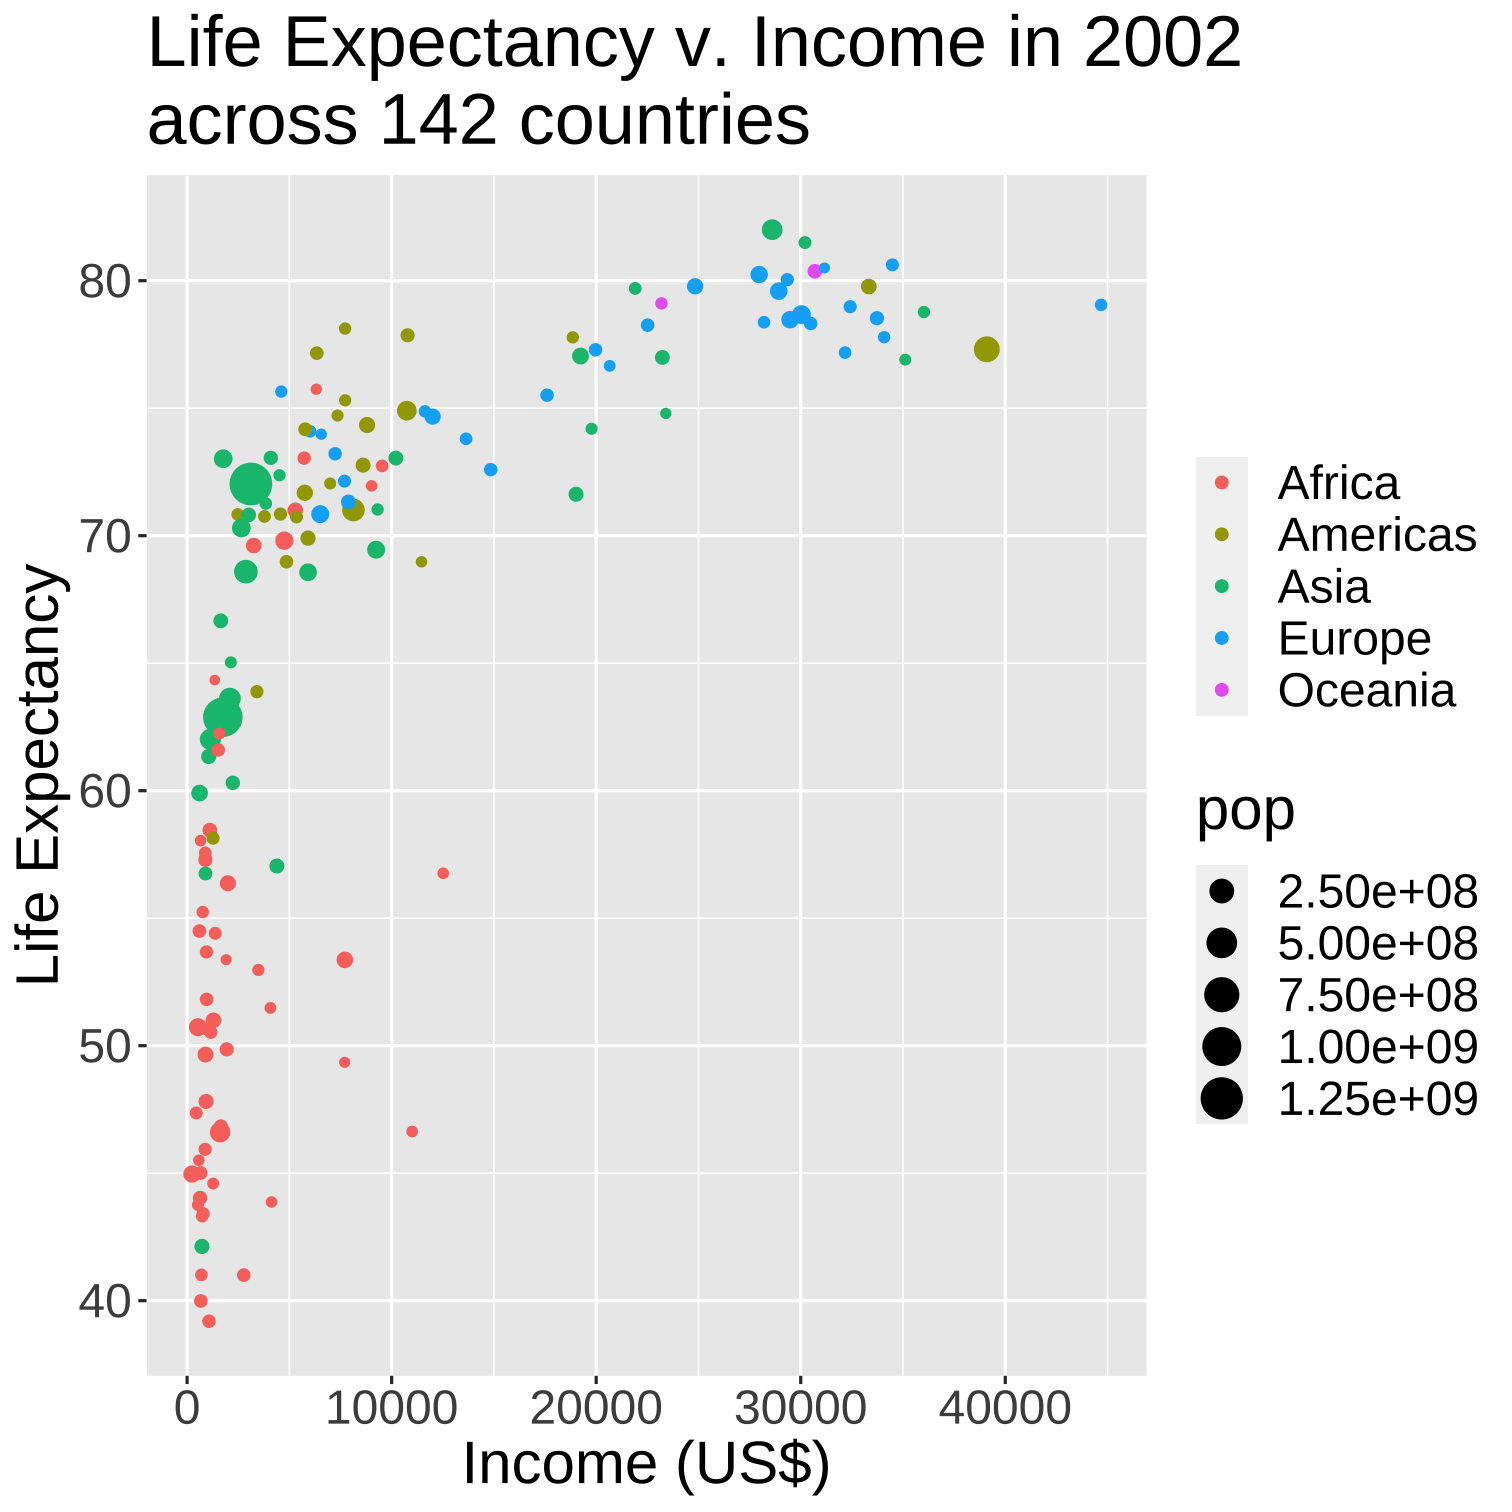 Life Expectancy v. Income in 2002
across 142 countries
Life Expectancy
80
70
60
50
40
0
10000
20000
30000
40000
Income (US$)
Africa
Americas
Asia
Europe
Oceania
pop
2.50e+08
5.00e+08
7.50e+08
1.00e+09
1.25e+09